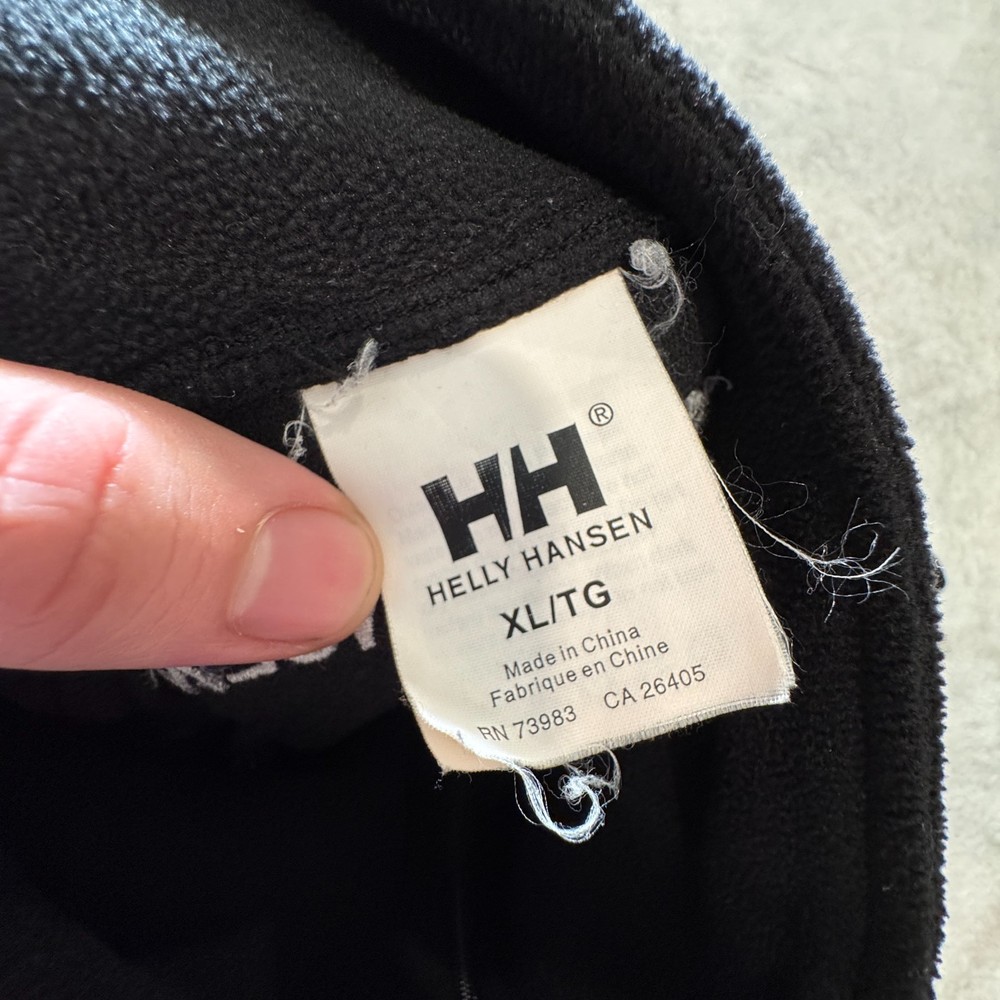 HH®
HELLY HANSEN
XL/TG
Made in China
Fabrique en Chine
RN 73983 CA 26405